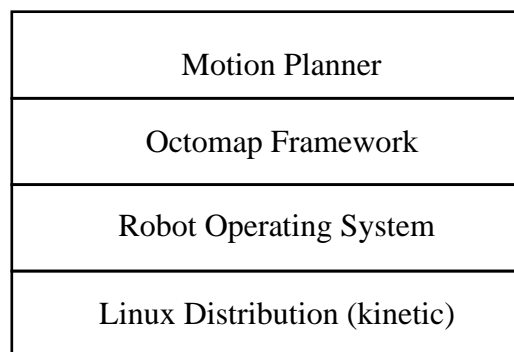 Motion Planner
Octomap Framework
Robot Operating System
Linux Distribution (kinetic)